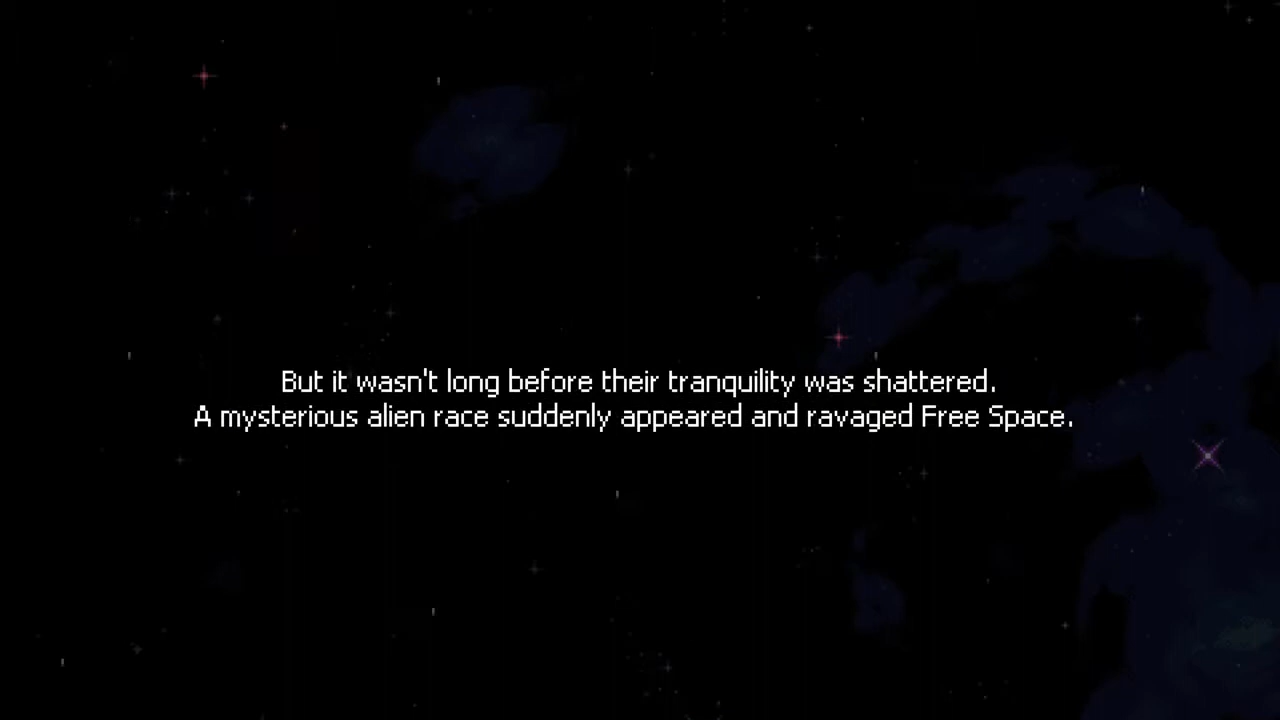 But it wasn't long before their tranquility was shattered.
A mysterious alien race suddenly appeared and ravaged Free Space.